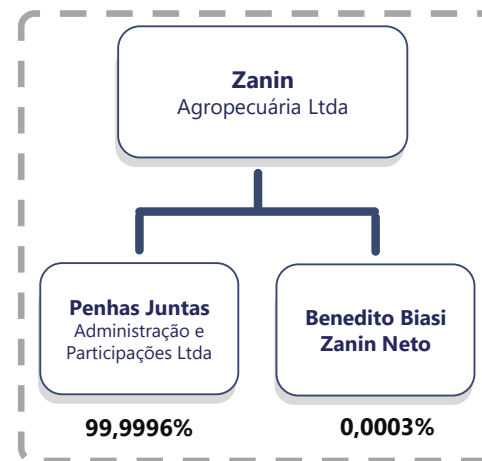 Zanin
Agropecuária Ltda
Penhas Juntas
Administração e
Participações Ltda
Benedito Biasi
Zanin Neto
99,9996%
0,0003%